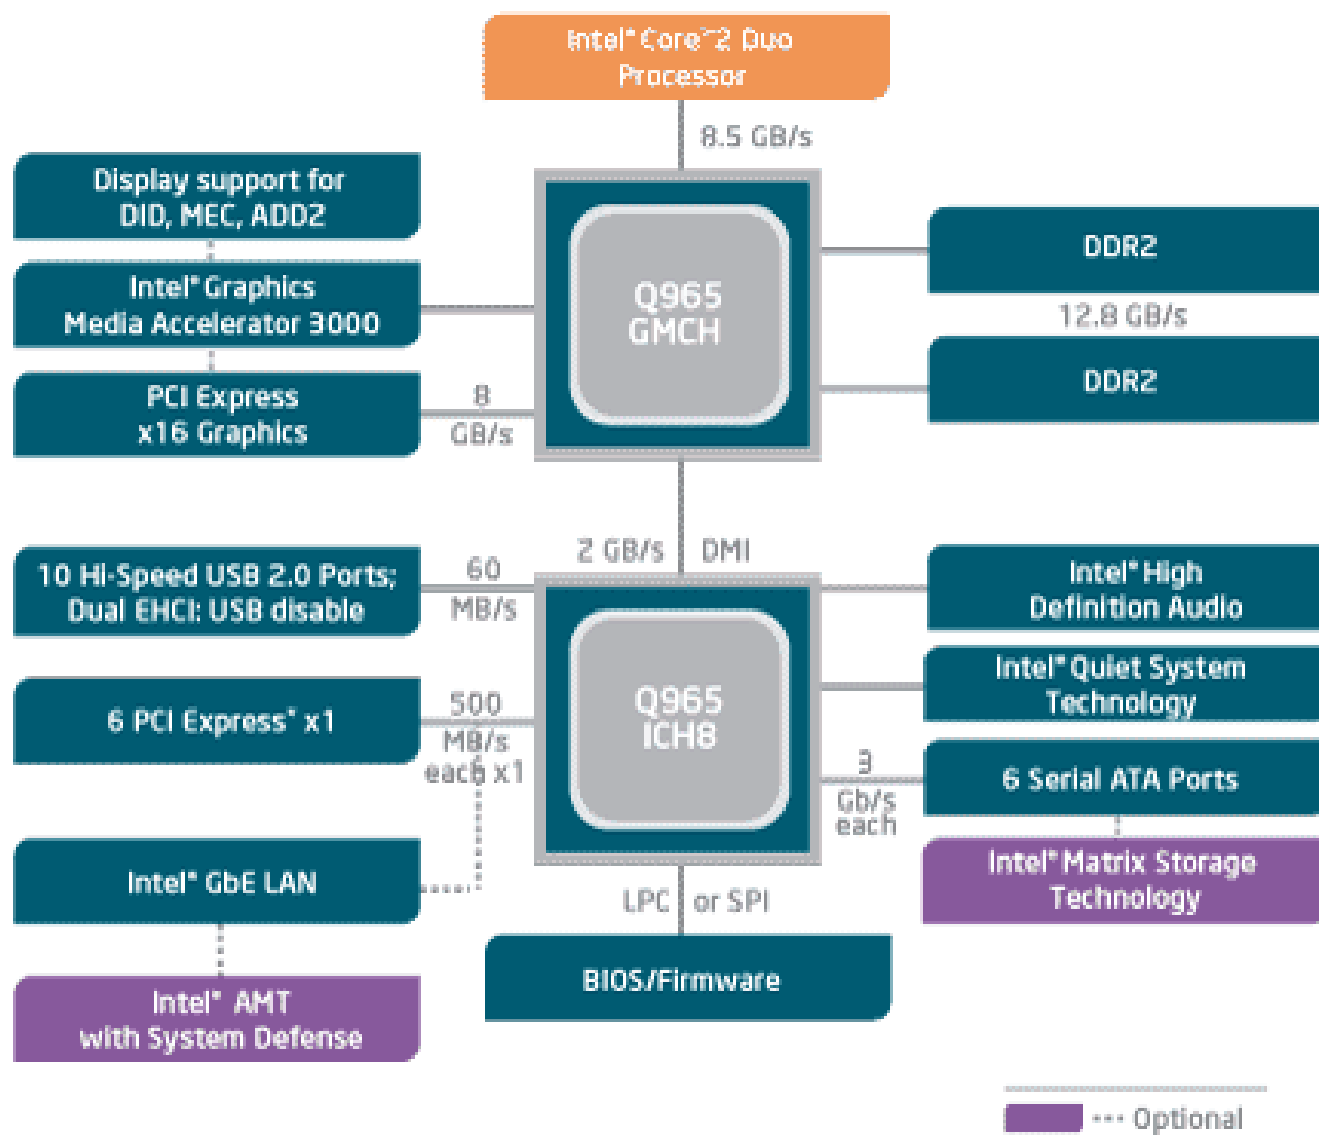 Intel® Core™2 Duo
Processor
8.5 GB/s
Display support for
DID, MEC, ADD2
Intel® Graphics
Media Accelerator 3000
PCI Express
x16 Graphics
8
GB/s
Q965
GMCH
DDR2
12.8 GB/s
DDR2
2 GB/s DMI
10 Hi-Speed USB 2.0 Ports;
Dual EHCI: USB disable
60
MB/s
6 PCI Express* x1
500
MB/s
each x1
Q965
ICH8
Intel® High
Definition Audio
Intel® Quiet System
Technology
3
Gb/s
each
6 Serial ATA Ports
Intel® Matrix Storage
Technology
Intel® GbE LAN
LPC or SPI
BIOS/Firmware
Intel® AMT
with System Defense
Optional